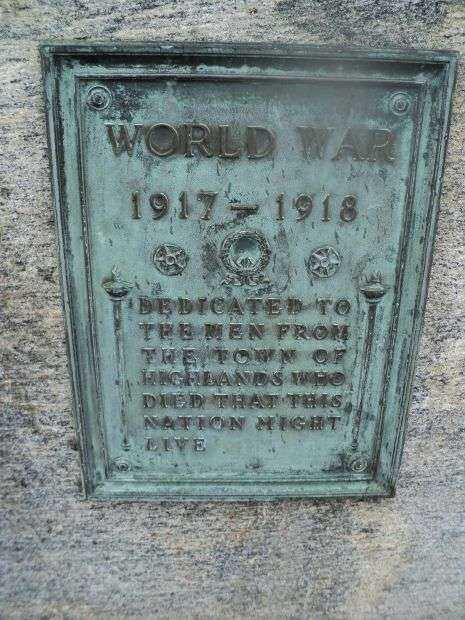 WORLD WAR
1917 - 1918
DEDICATED TO
THE MEN FROM
THE TOWN OF
HIGHLANDS WHO
DIED THAT THIS
NATION MIGHT
LIVE